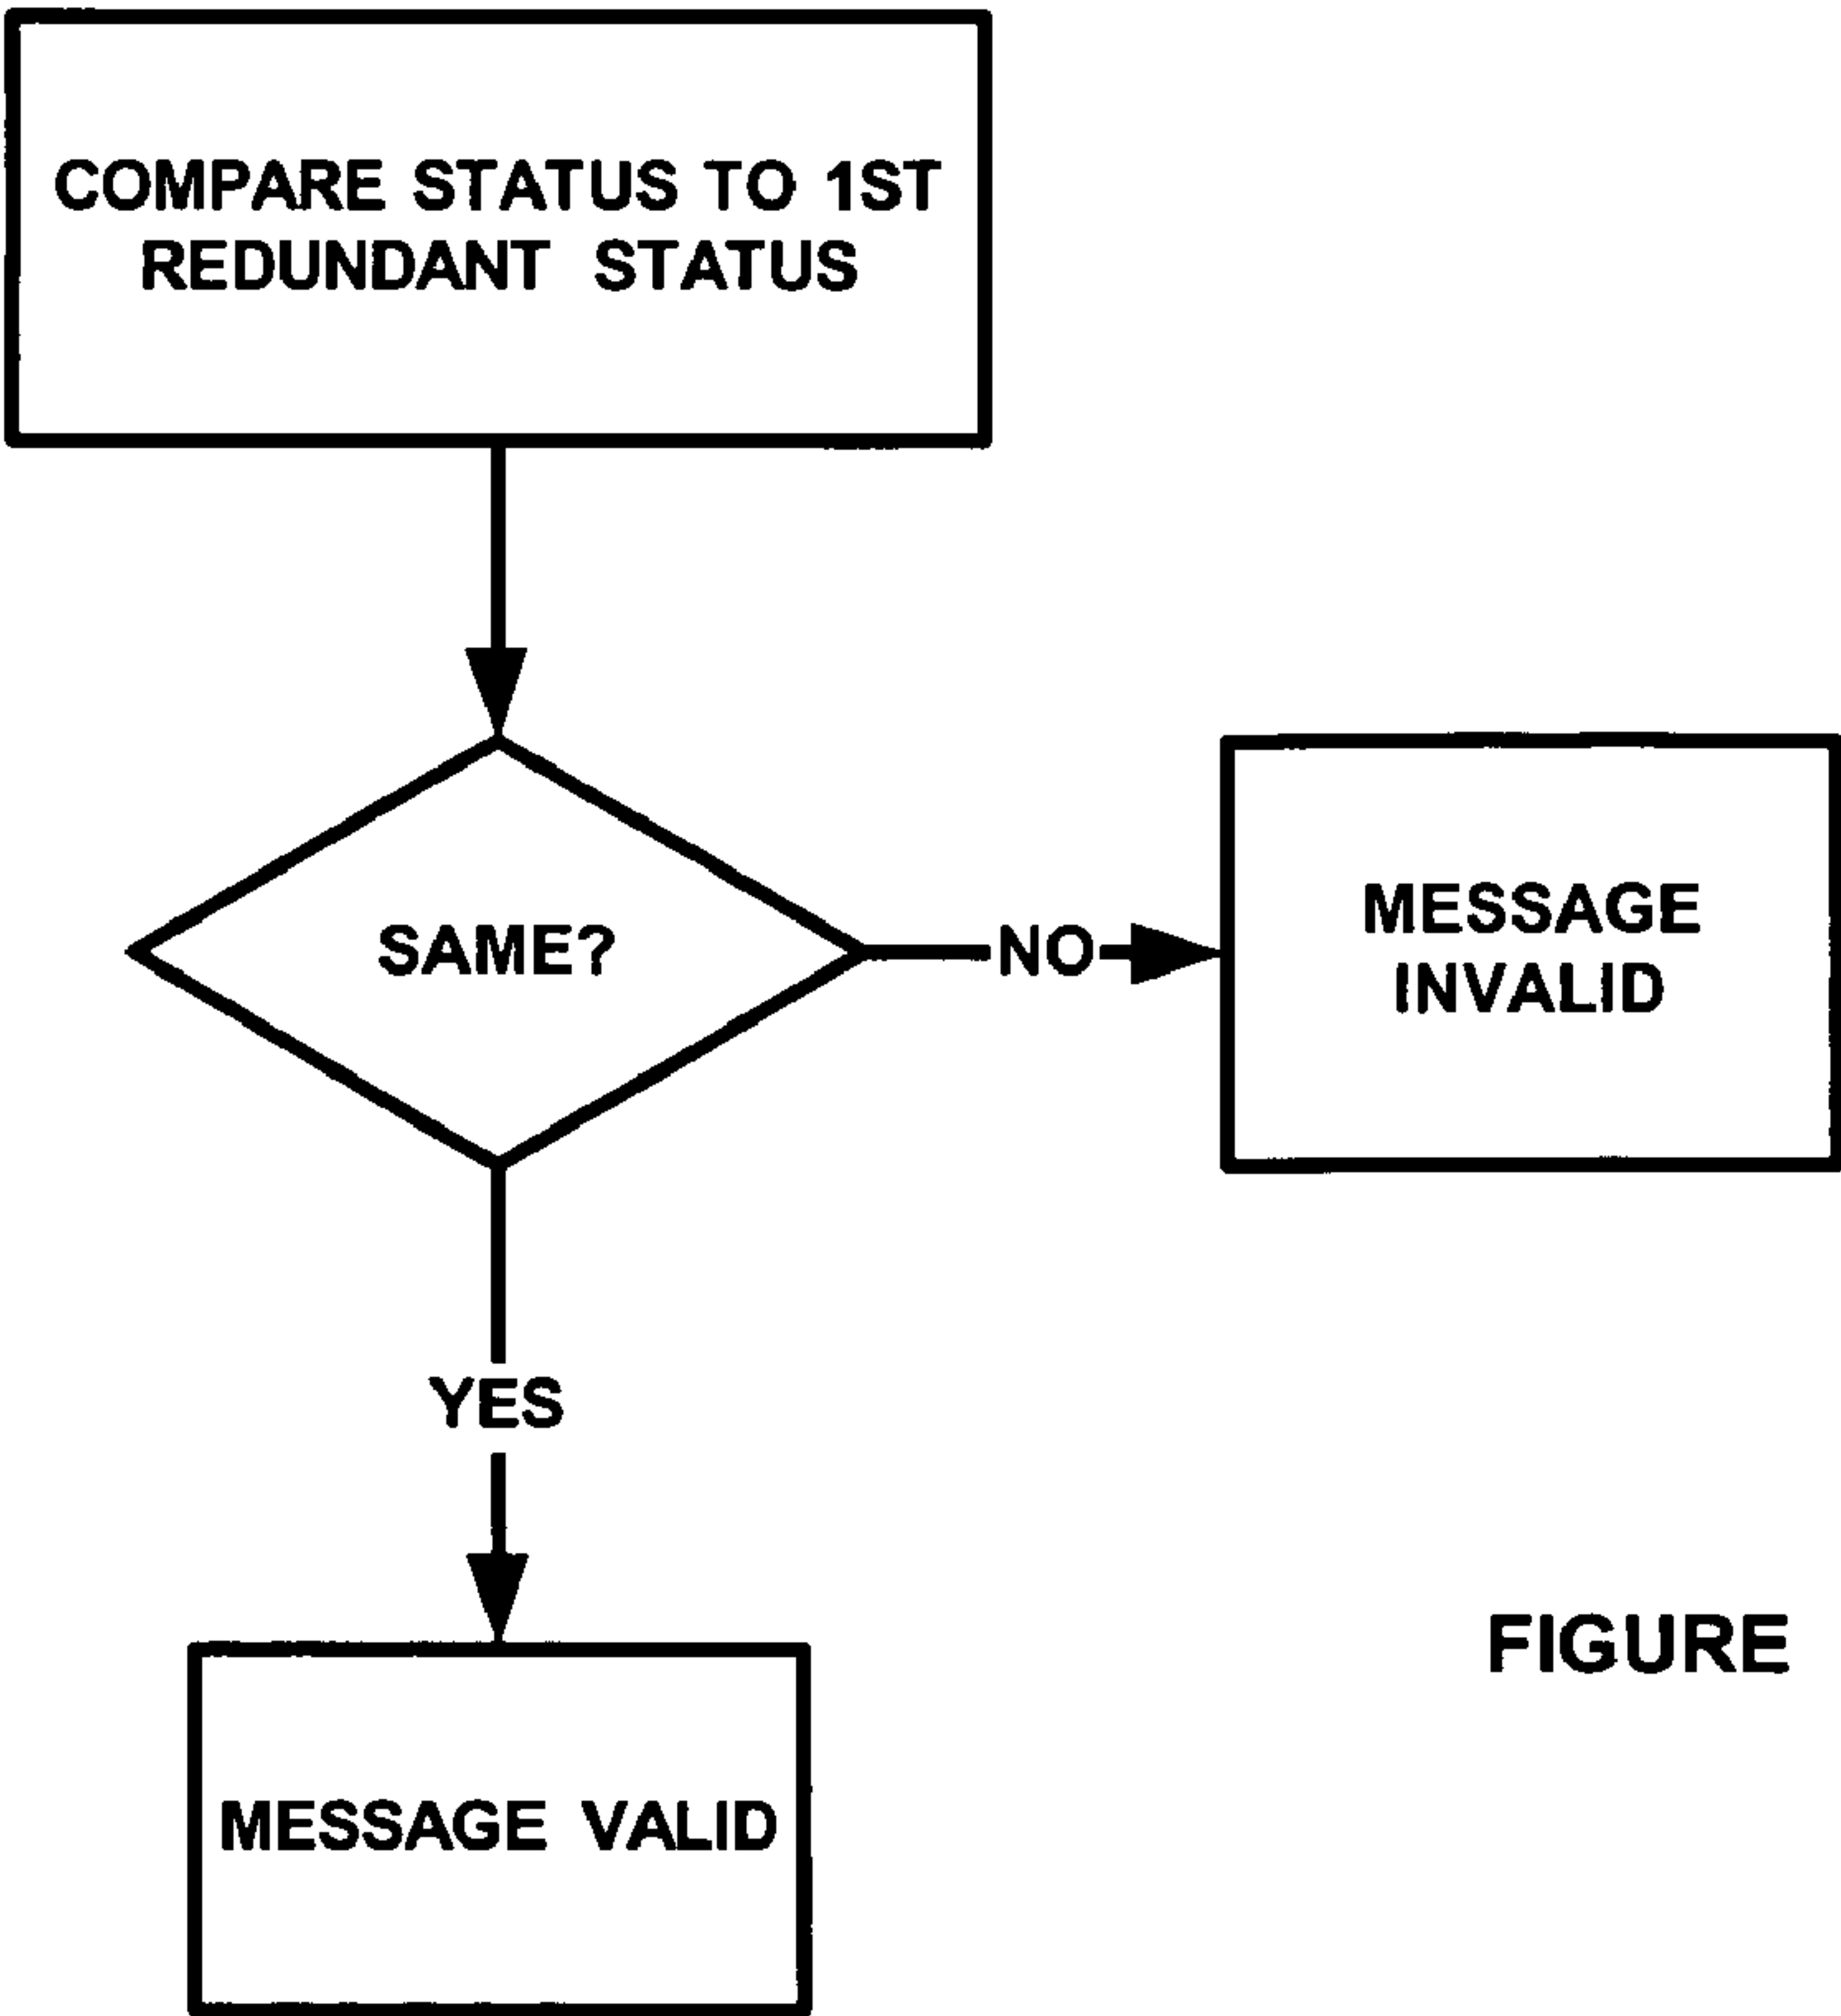 COMPARE STATUS TO 1ST
REDUNDANT STATUS
SAME?
NO
MESSAGE
INVALID
YES
FIGURE
MESSAGE VALID